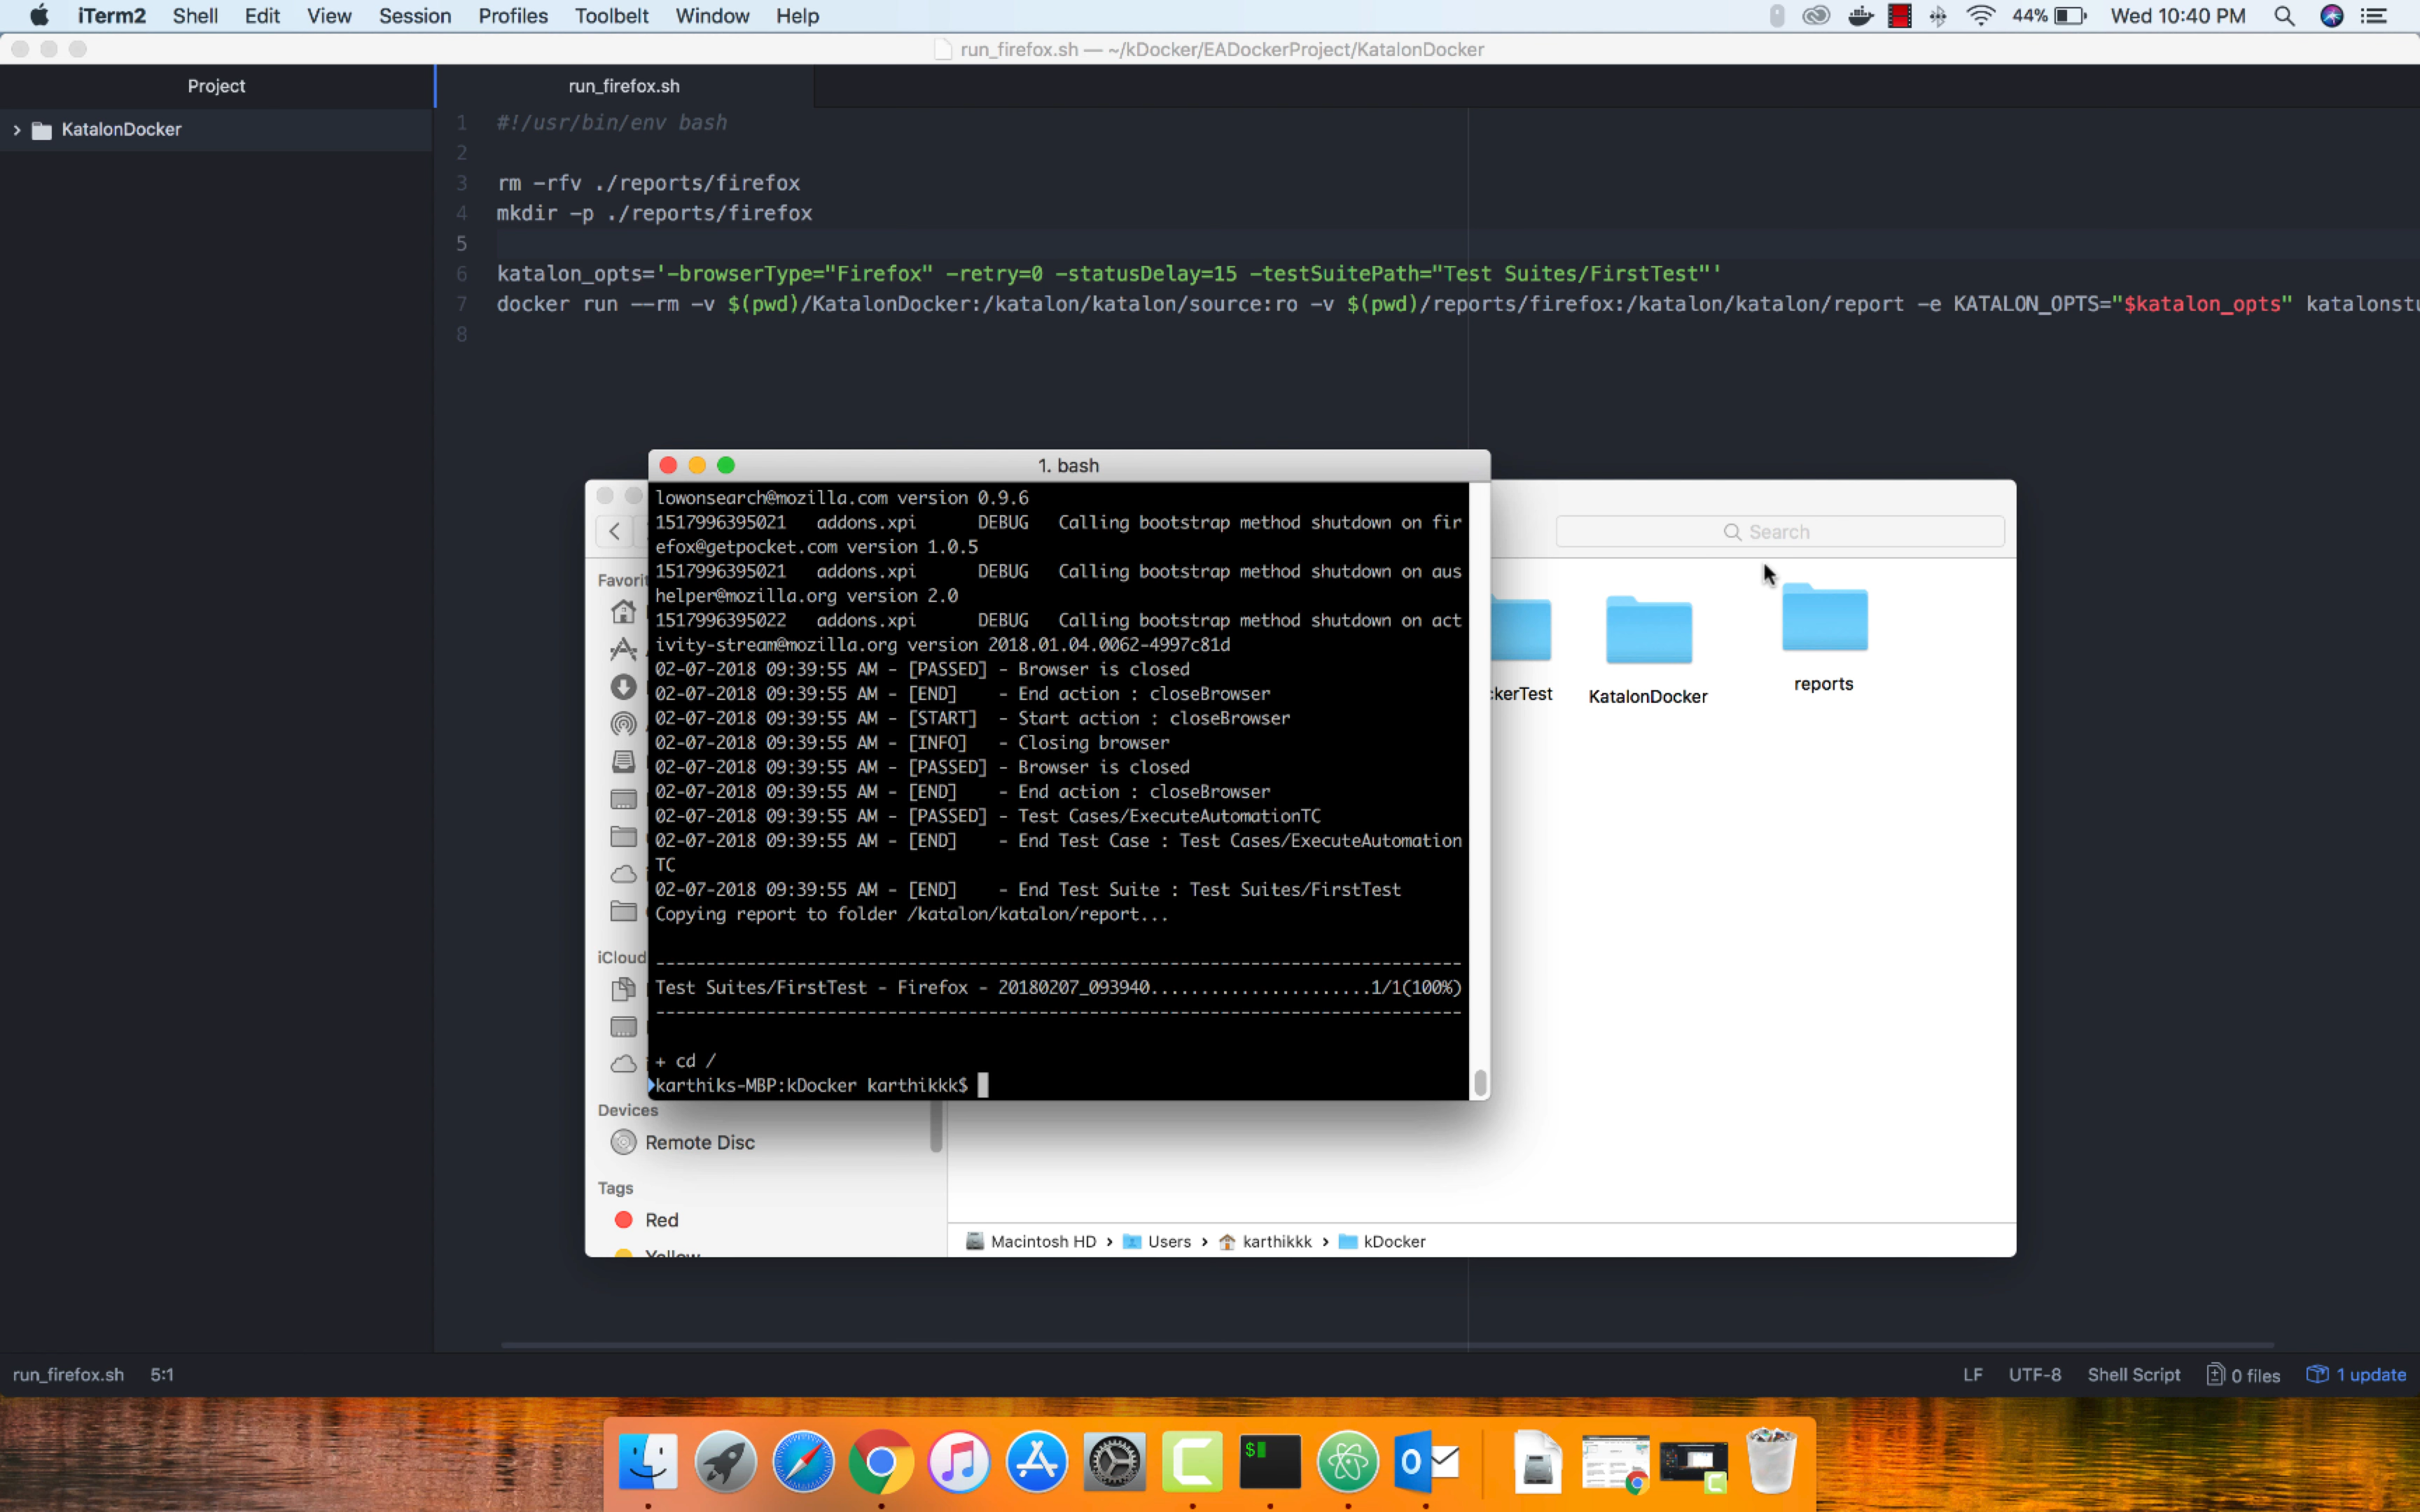 iTerm2 Shell Edit View Session Profiles Toolbelt Window Help 44% Wed 10:40 PM
run_firefox.sh — ~/kDocker/EADockerProject/KatalonDocker
Project
KatalonDocker
run_firefox.sh
1 #!/usr/bin/env bash
2
3 rm -rfv ./reports/firefox
4 mkdir -p ./reports/firefox
5
6 katalon_opts='-browserType="Firefox" -retry=0 -statusDelay=15 -testSuitePath="Test Suites/FirstTest"'
7 docker run --rm -v $(pwd)/KatalonDocker:/katalon/katalon/source:ro -v $(pwd)/reports/firefox:/katalon/katalon/report -e KATALON_OPTS="$katalon_opts" katalonstu
8
1. bash
lowonsearch@mozilla.com version 0.9.6
1517996395021 addons.xpi DEBUG Calling bootstrap method shutdown on fir
efox@getpocket.com version 1.0.5
1517996395021 addons.xpi DEBUG Calling bootstrap method shutdown on aus
helper@mozilla.org version 2.0
1517996395022 addons.xpi DEBUG Calling bootstrap method shutdown on act
ivity-stream@mozilla.org version 2018.01.04.0062-4997c81d
02-07-2018 09:39:55 AM - [PASSED] - Browser is closed
02-07-2018 09:39:55 AM - [END] - End action : closeBrowser
02-07-2018 09:39:55 AM - [START] - Start action : closeBrowser
02-07-2018 09:39:55 AM - [INFO] - Closing browser
02-07-2018 09:39:55 AM - [PASSED] - Browser is closed
02-07-2018 09:39:55 AM - [END] - End action : closeBrowser
02-07-2018 09:39:55 AM - [PASSED] - Test Cases/ExecuteAutomationTC
02-07-2018 09:39:55 AM - [END] - End Test Case : Test Cases/ExecuteAutomation
TC
02-07-2018 09:39:55 AM - [END] - End Test Suite : Test Suites/FirstTest
Copying report to folder /katalon/katalon/report...
--------------------------------------------------------------------------------
Test Suites/FirstTest - Firefox - 20180207_093940......................1/1(100%)
--------------------------------------------------------------------------------
+ cd /
karthiks-MBP:kDocker karthikkk$
Search
Favorit
iCloud
Devices
Remote Disc
Tags
Red
Yellow
kerTest
KatalonDocker
reports
Macintosh HD › Users › karthikkk › kDocker
run_firefox.sh 5:1
LF UTF-8 Shell Script 0 files 1 update